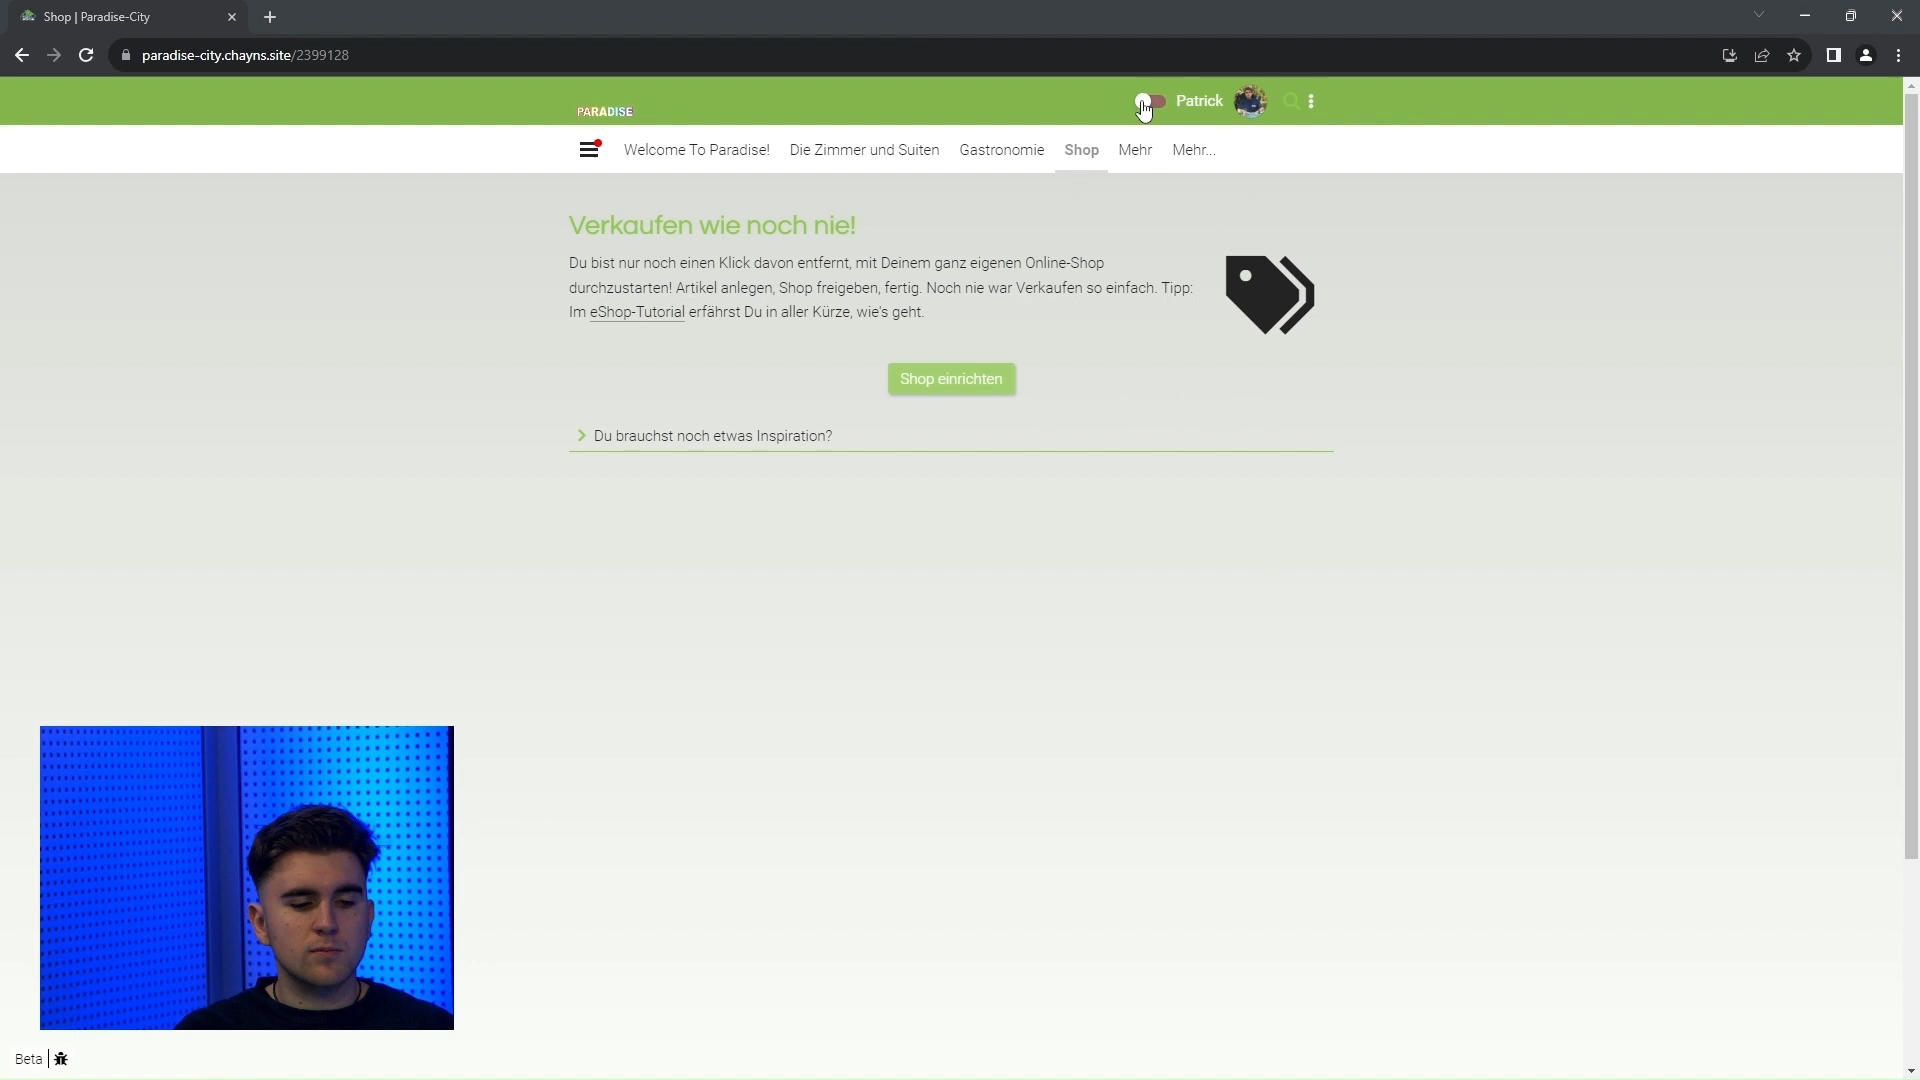 Shop | Paradise-City
paradise-city.chayns.site/2399128
PARADISE
Patrick
Welcome To Paradise! Die Zimmer und Suiten Gastronomie Shop Mehr Mehr...
Verkaufen wie noch nie!
Du bist nur noch einen Klick davon entfernt, mit Deinem ganz eigenen Online-Shop
durchzustarten! Artikel anlegen, Shop freigeben, fertig. Noch nie war Verkaufen so einfach. Tipp:
Im eShop-Tutorial erfährst Du in aller Kürze, wie's geht.
Shop einrichten
Du brauchst noch etwas Inspiration?
Beta